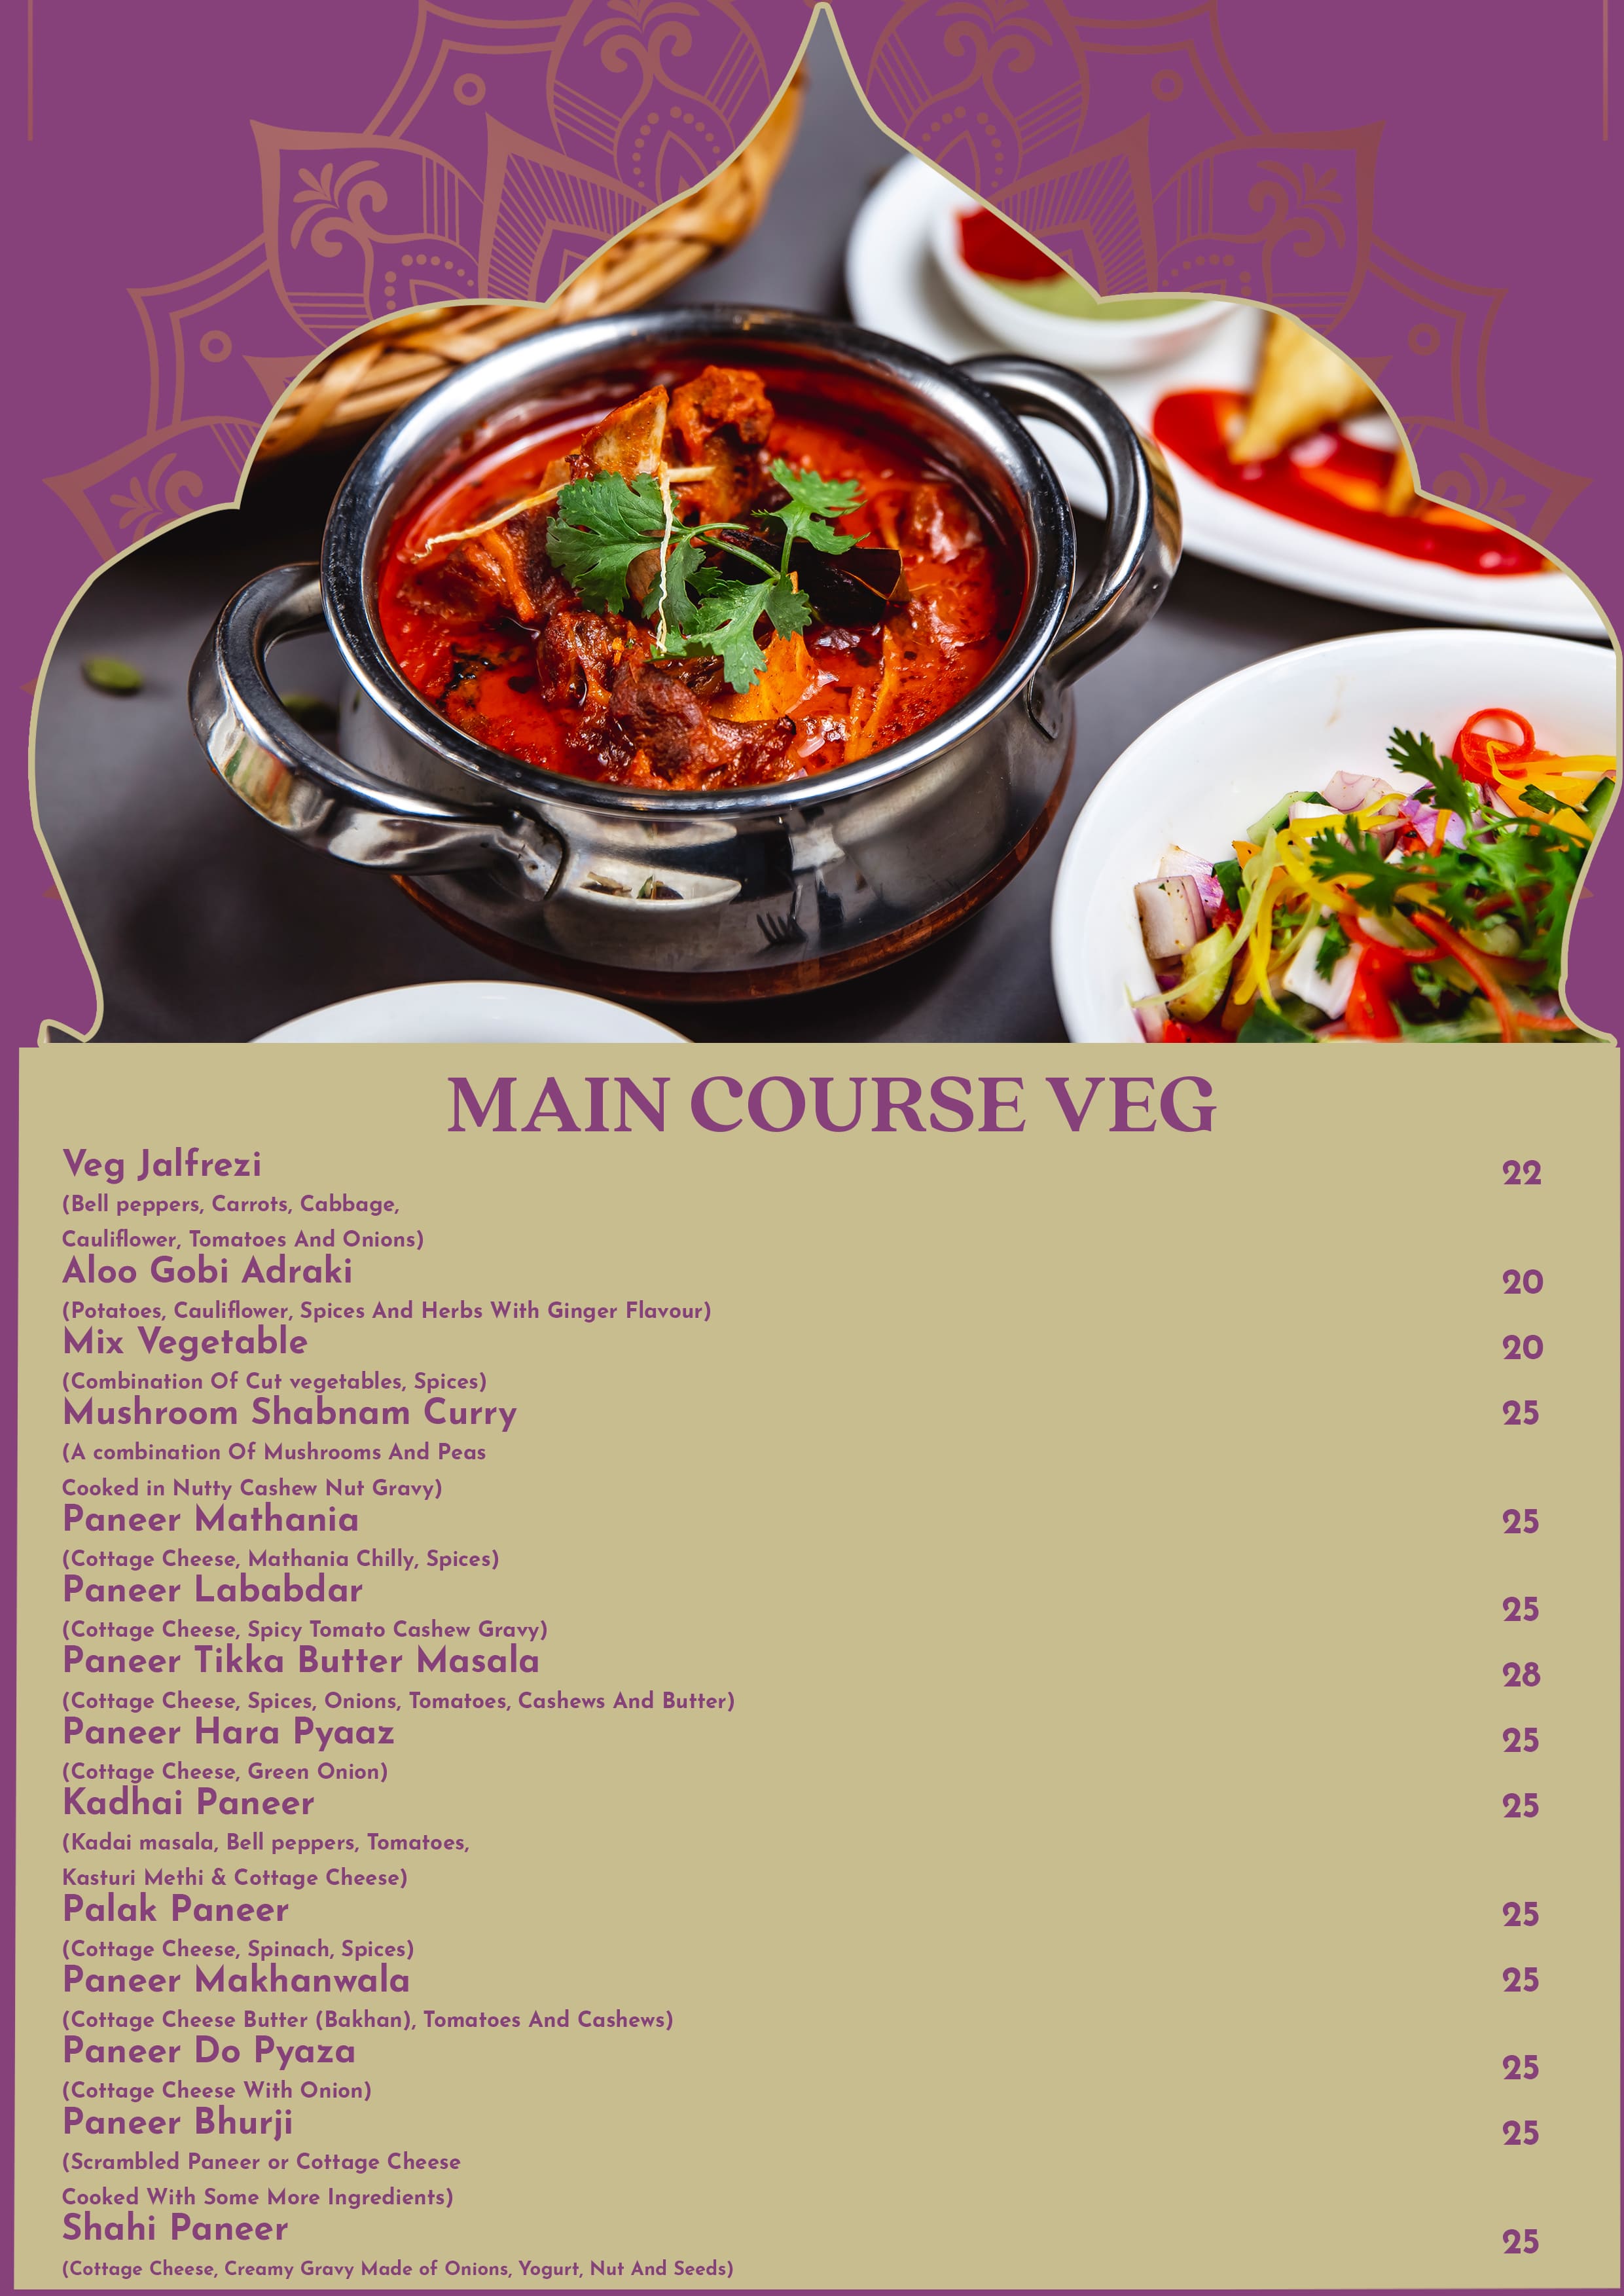 MAIN COURSE VEG
Veg Jalfrezi 22
(Bell peppers, Carrots, Cabbage,
Cauliflower, Tomatoes And Onions)
Aloo Gobi Adraki 20
(Potatoes, Cauliflower, Spices And Herbs With Ginger Flavour)
Mix Vegetable 20
(Combination Of Cut vegetables, Spices)
Mushroom Shabnam Curry 25
(A combination Of Mushrooms And Peas
Cooked in Nutty Cashew Nut Gravy)
Paneer Mathania 25
(Cottage Cheese, Mathania Chilly, Spices)
Paneer Lababdar 25
(Cottage Cheese, Spicy Tomato Cashew Gravy)
Paneer Tikka Butter Masala 28
(Cottage Cheese, Spices, Onions, Tomatoes, Cashews And Butter)
Paneer Hara Pyaaz 25
(Cottage Cheese, Green Onion)
Kadhai Paneer 25
(Kadai masala, Bell peppers, Tomatoes,
Kasturi Methi & Cottage Cheese)
Palak Paneer 25
(Cottage Cheese, Spinach, Spices)
Paneer Makhanwala 25
(Cottage Cheese Butter (Bakhan), Tomatoes And Cashews)
Paneer Do Pyaza 25
(Cottage Cheese With Onion)
Paneer Bhurji 25
(Scrambled Paneer or Cottage Cheese
Cooked With Some More Ingredients)
Shahi Paneer 25
(Cottage Cheese, Creamy Gravy Made of Onions, Yogurt, Nut And Seeds)